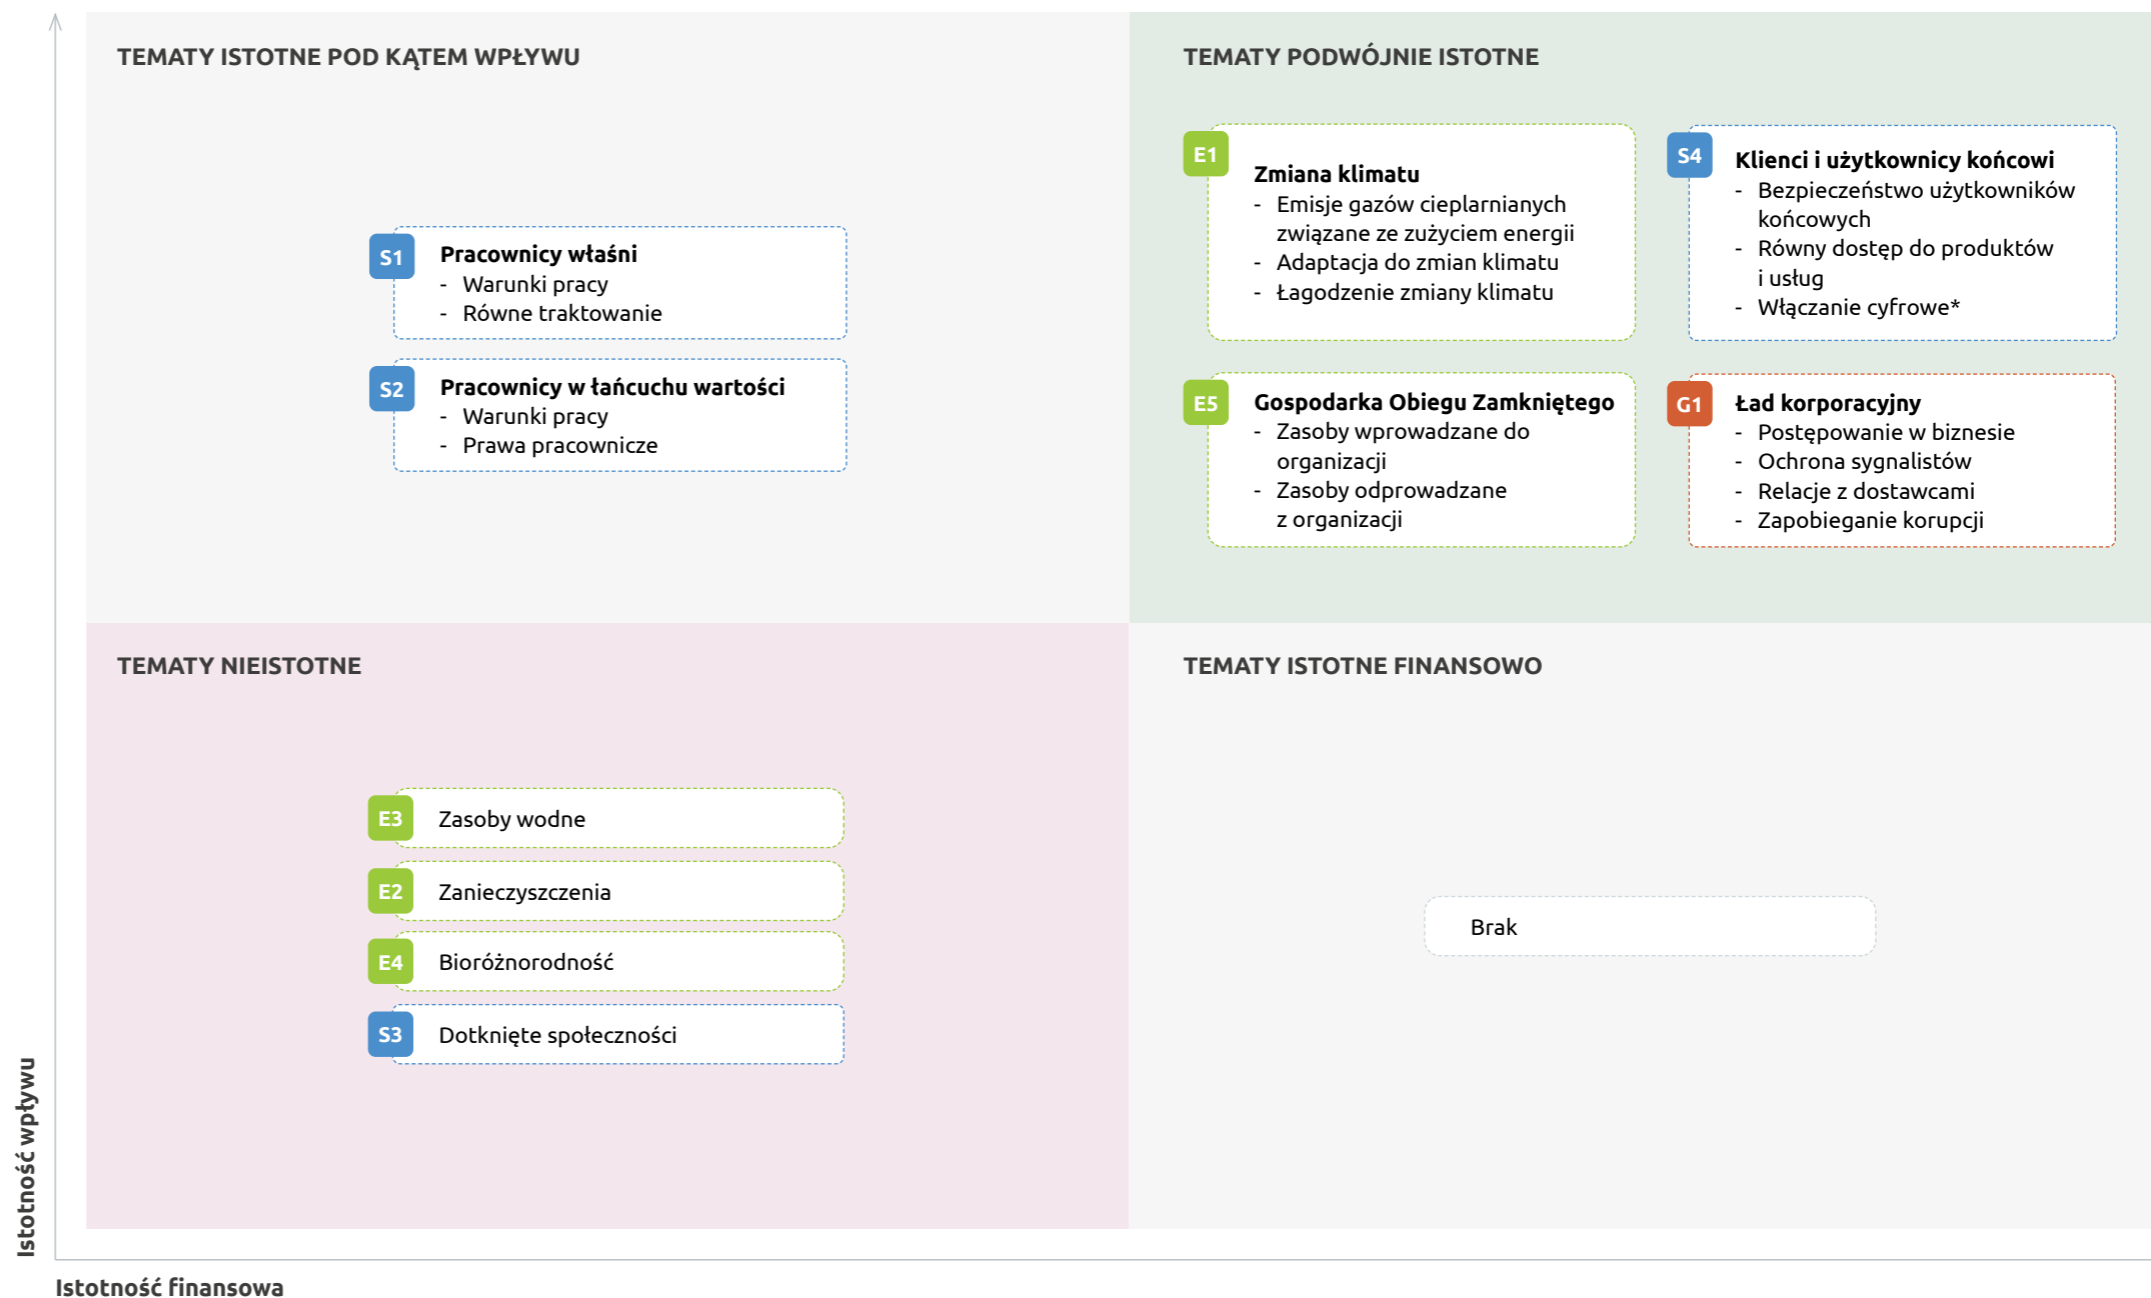 TEMATY ISTOTNE POD KĄTEM WPŁYWU
S1
Pracownicy właśni
- Warunki pracy
- Równe traktowanie
S2
Pracownicy w łańcuchu wartości
- Warunki pracy
- Prawa pracownicze
TEMATY PODWÓJNIE ISTOTNE
E1
Zmiana klimatu
- Emisje gazów cieplarnianych
związane ze zużyciem energii
- Adaptacja do zmian klimatu
- Łagodzenie zmiany klimatu
S4
Klienci i użytkownicy końcowi
- Bezpieczeństwo użytkowników
końcowych
- Równy dostęp do produktów
i usług
- Włączanie cyfrowe*
E5
Gospodarka Obiegu Zamkniętego
- Zasoby wprowadzane do
organizacji
- Zasoby odprowadzane
z organizacji
G1
Ład korporacyjny
- Postępowanie w biznesie
- Ochrona sygnalistów
- Relacje z dostawcami
- Zapobieganie korupcji
TEMATY NIEISTOTNE
E3
Zasoby wodne
E2
Zanieczyszczenia
E4
Bioróżnorodność
S3
Dotknięte społeczności
TEMATY ISTOTNE FINANSOWO
Brak
Istotność wpływu
Istotność finansowa